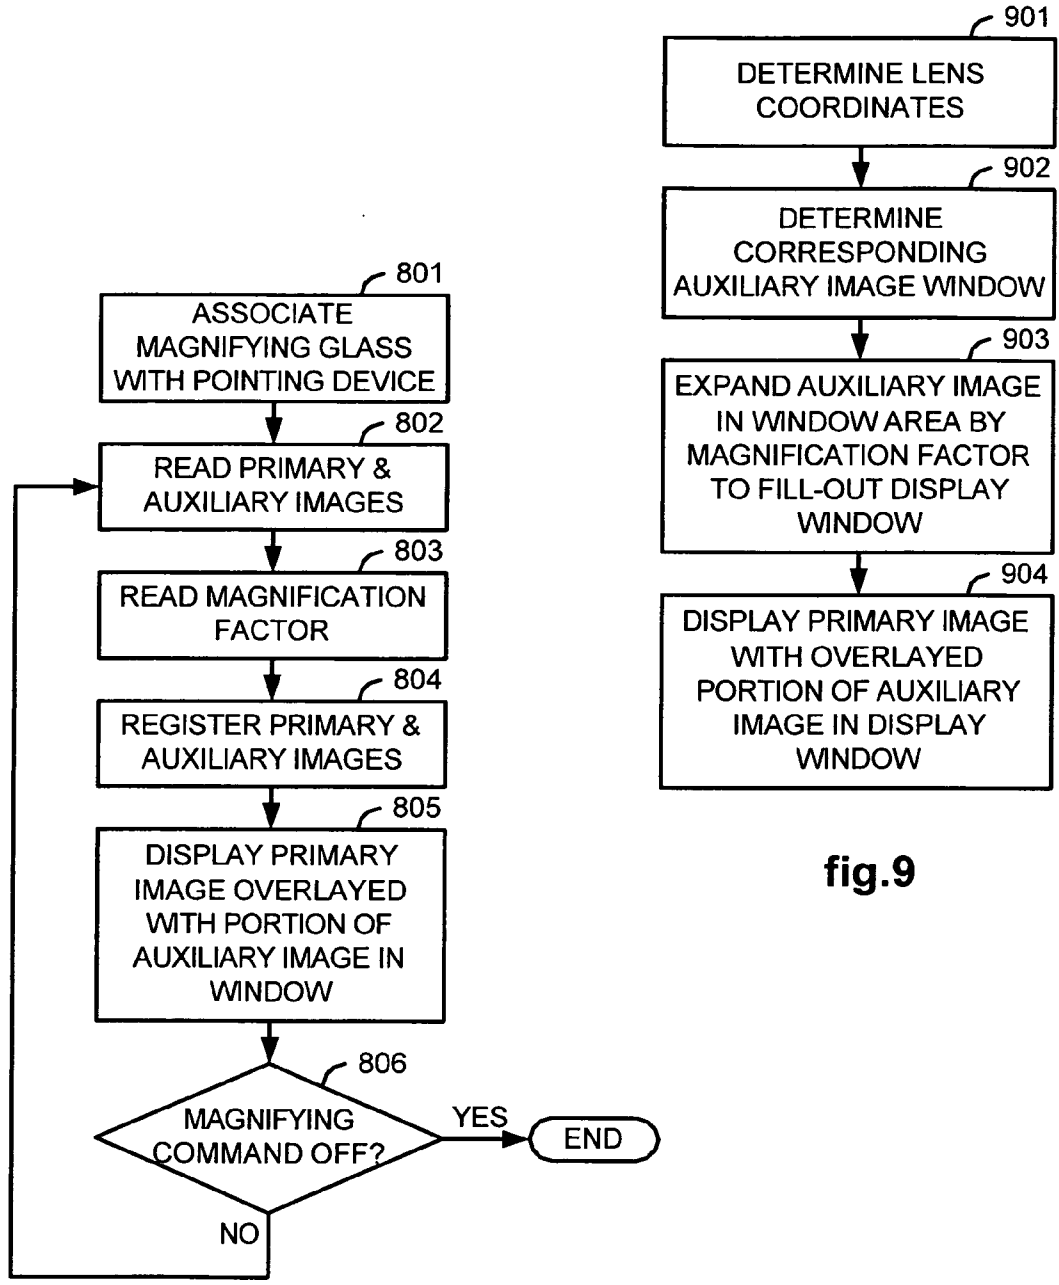 801
ASSOCIATE
MAGNIFYING GLASS
WITH POINTING DEVICE
802
READ PRIMARY &
AUXILIARY IMAGES
803
READ MAGNIFICATION
FACTOR
804
REGISTER PRIMARY &
AUXILIARY IMAGES
805
DISPLAY PRIMARY
IMAGE OVERLAYED
WITH PORTION OF
AUXILIARY IMAGE IN
WINDOW
806
MAGNIFYING
COMMAND OFF?
YES
END
NO
901
DETERMINE LENS
COORDINATES
902
DETERMINE
CORRESPONDING
AUXILIARY IMAGE WINDOW
903
EXPAND AUXILIARY IMAGE
IN WINDOW AREA BY
MAGNIFICATION FACTOR
TO FILL-OUT DISPLAY
WINDOW
904
DISPLAY PRIMARY IMAGE
WITH OVERLAYED
PORTION OF AUXILIARY
IMAGE IN DISPLAY
WINDOW
fig.9